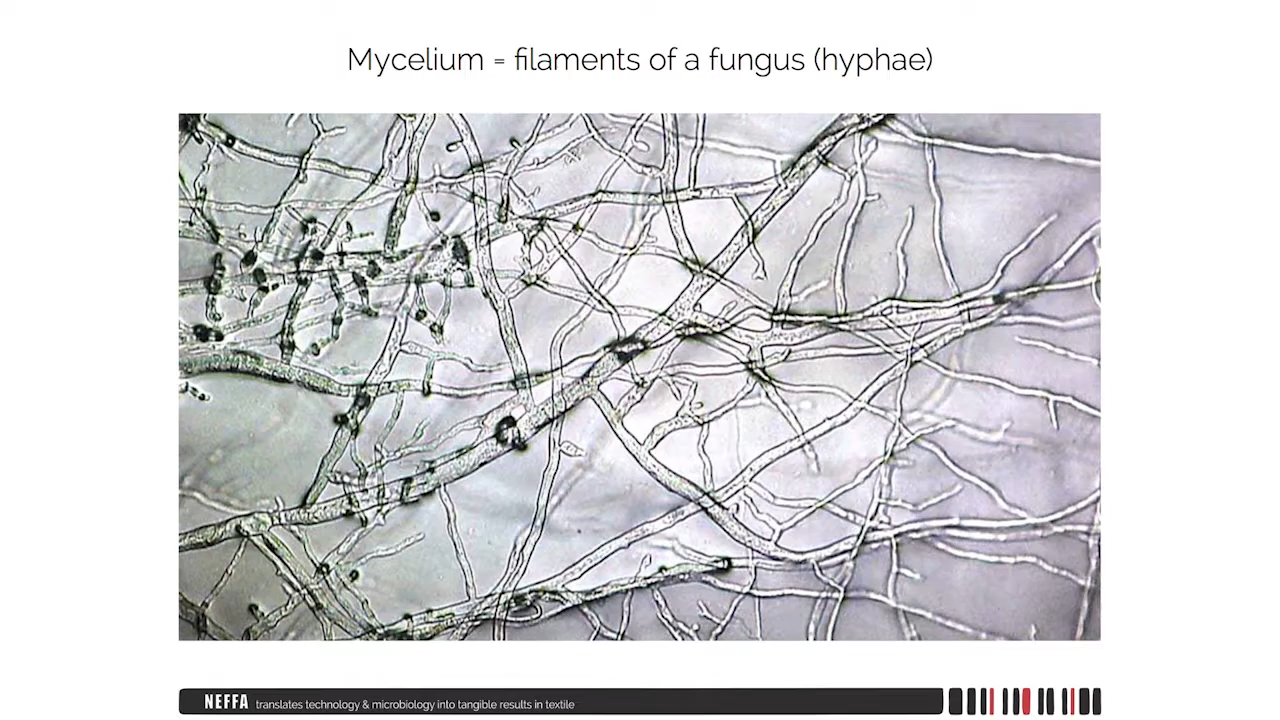 Mycelium = filaments of a fungus (hyphae)
NEFFA translates technology & microbiology into tangible results in textile